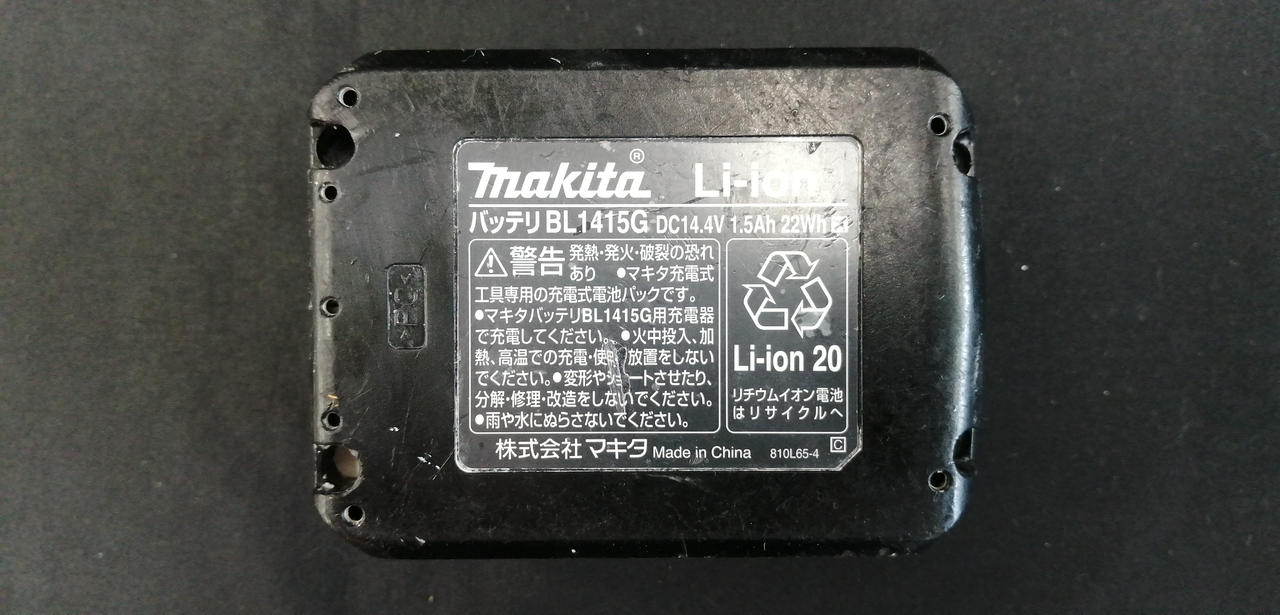 makita® Li-ion
バッテリ BL1415G DC14.4V 1.5Ah 22Wh
警告 発熱・発火・破裂の恐れ
あり ●マキタ充電式
工具専用の充電式電池パックです。
●マキタバッテリBL1415G用充電器
で充電してください。●火中投入、加
熱、高温での充電・使 放置をしない
でください。●変形やショートさせたり、
分解・修理・改造をしないでください。
●雨や水にぬらさないでください。
Li-ion 20
リチウムイオン電池
はリサイクルへ
株式会社マキタ Made in China 810L65-4 C